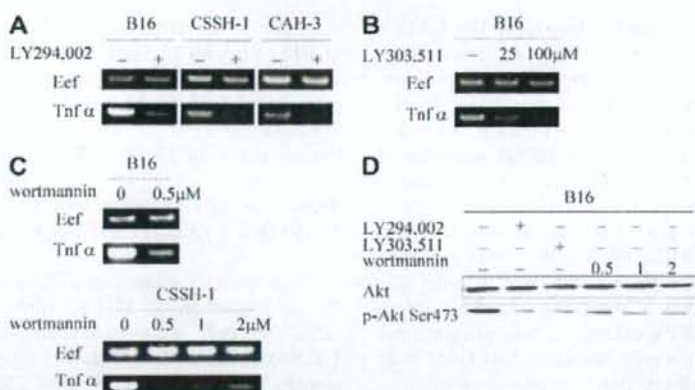 A
B16 CSSH-1 CAH-3
LY294.002
– + – + – +
Eef
Tnf α
B
B16
LY303.511
– 25 100μM
Eef
Tnf α
C
B16
wortmannin
0 0.5μM
Eef
Tnf α
CSSH-1
wortmannin
0 0.5 1 2μM
Eef
Tnf α
D
B16
LY294.002 – + – – – –
LY303.511 – – + – – –
wortmannin – – – 0.5 1 2
Akt
p-Akt Ser473